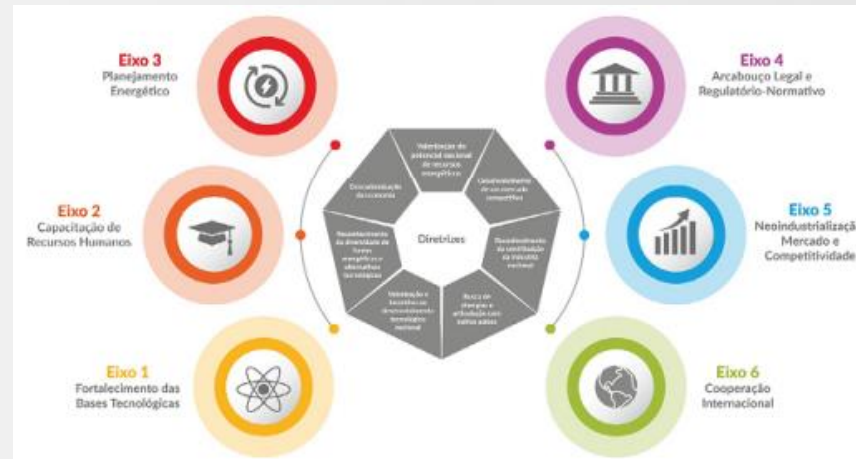 Eixo 3
Planejamento
Energético
Eixo 4
Arcabouço Legal e
Regulatório-Normativo
Eixo 2
Capacitação de
Recursos Humanos
Eixo 5
Neoindustrialização
Mercado e
Competitividade
Eixo 1
Fortalecimento das
Bases Tecnológicas
Eixo 6
Cooperação
Internacional
Diretrizes
Valorização do
potencial nacional
de recursos
energéticos
Desenvolvimento
de um mercado
competitivo
Reconhecimento
da contribuição
da indústria
nacional
Busca de
sinergias e
articulação com
outros países
Valorização e
incentivo ao
desenvolvimento
tecnológico
nacional
Reconhecimento
da diversidade de
fontes
energéticas e
alternativas
tecnológicas
Descarbonização
da economia